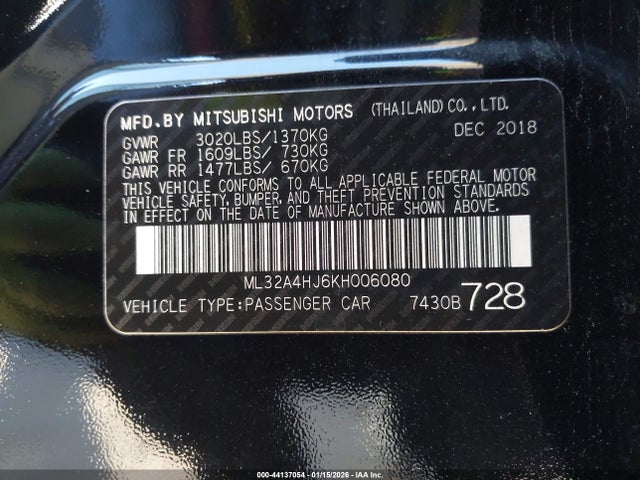 MFD.BY MITSUBISHI MOTORS (THAILAND) CO.,LTD.
GVWR 3020LBS/1370KG DEC 2018
GAWR FR 1609LBS/ 730KG
GAWR RR 1477LBS/ 670KG
THIS VEHICLE CONFORMS TO ALL APPLICABLE FEDERAL MOTOR
VEHICLE SAFETY, BUMPER, AND THEFT PREVENTION STANDARDS
IN EFFECT ON THE DATE OF MANUFACTURE SHOWN ABOVE.
ML32A4HJ6KH006080
VEHICLE TYPE:PASSENGER CAR 7430B 728
000-44137054 - 01/15/2026 - IAA Inc.